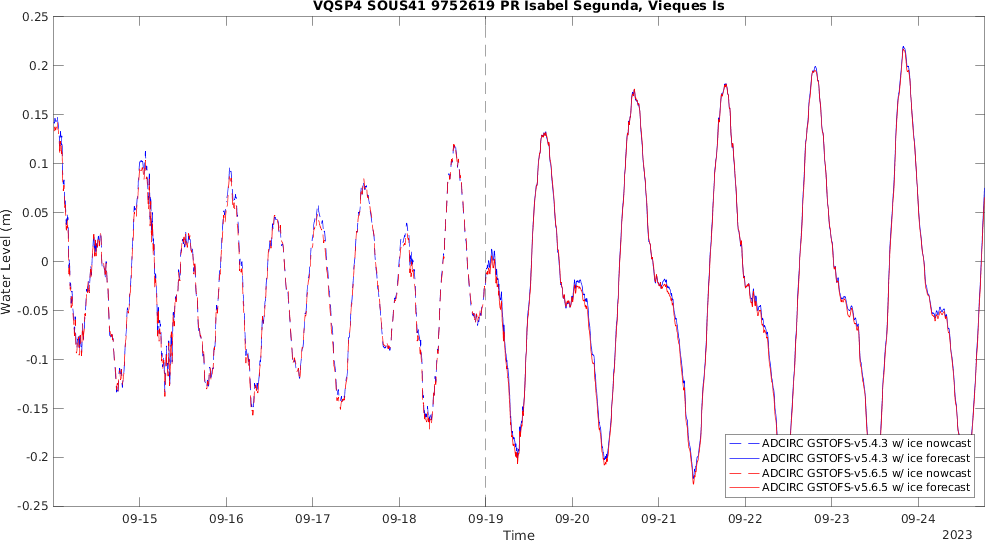 VQSP4 SOUS41 9752619 PR Isabel Segunda, Vieques Is
0.25
0.2
0.15
0.1
0.05
0
-0.05
-0.1
-0.15
-0.2
-0.25
Water Level (m)
ADCIRC GSTOFS-v5.4.3 w/ ice nowcast
ADCIRC GSTOFS-v5.4.3 w/ ice forecast
ADCIRC GSTOFS-v5.6.5 w/ ice nowcast
ADCIRC GSTOFS-v5.6.5 w/ ice forecast
09-15 09-16 09-17 09-18 09-19 09-20 09-21 09-22 09-23 09-24
Time
2023